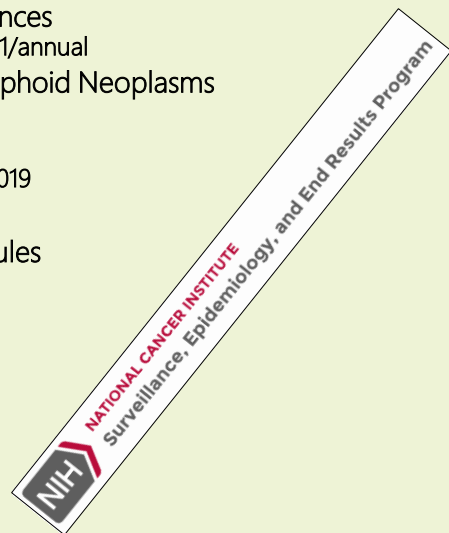 nces
1/annual
phoid Neoplasms
019
ules
NATIONAL CANCER INSTITUTE
Surveillance, Epidemiology, and End Results Program
NIH